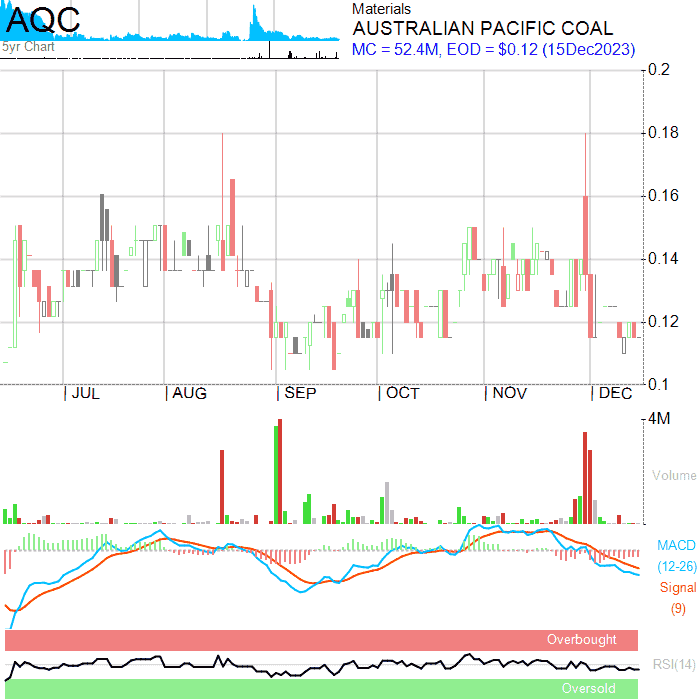 AQC
5yr Chart
Materials
AUSTRALIAN PACIFIC COAL
MC = 52.4M, EOD = $0.12 (15Dec2023)
0.2
0.18
0.16
0.14
0.12
0.1
JUL AUG SEP OCT NOV DEC
4M
Volume
MACD
(12-26)
Signal
(9)
Overbought
RSI(14)
Oversold